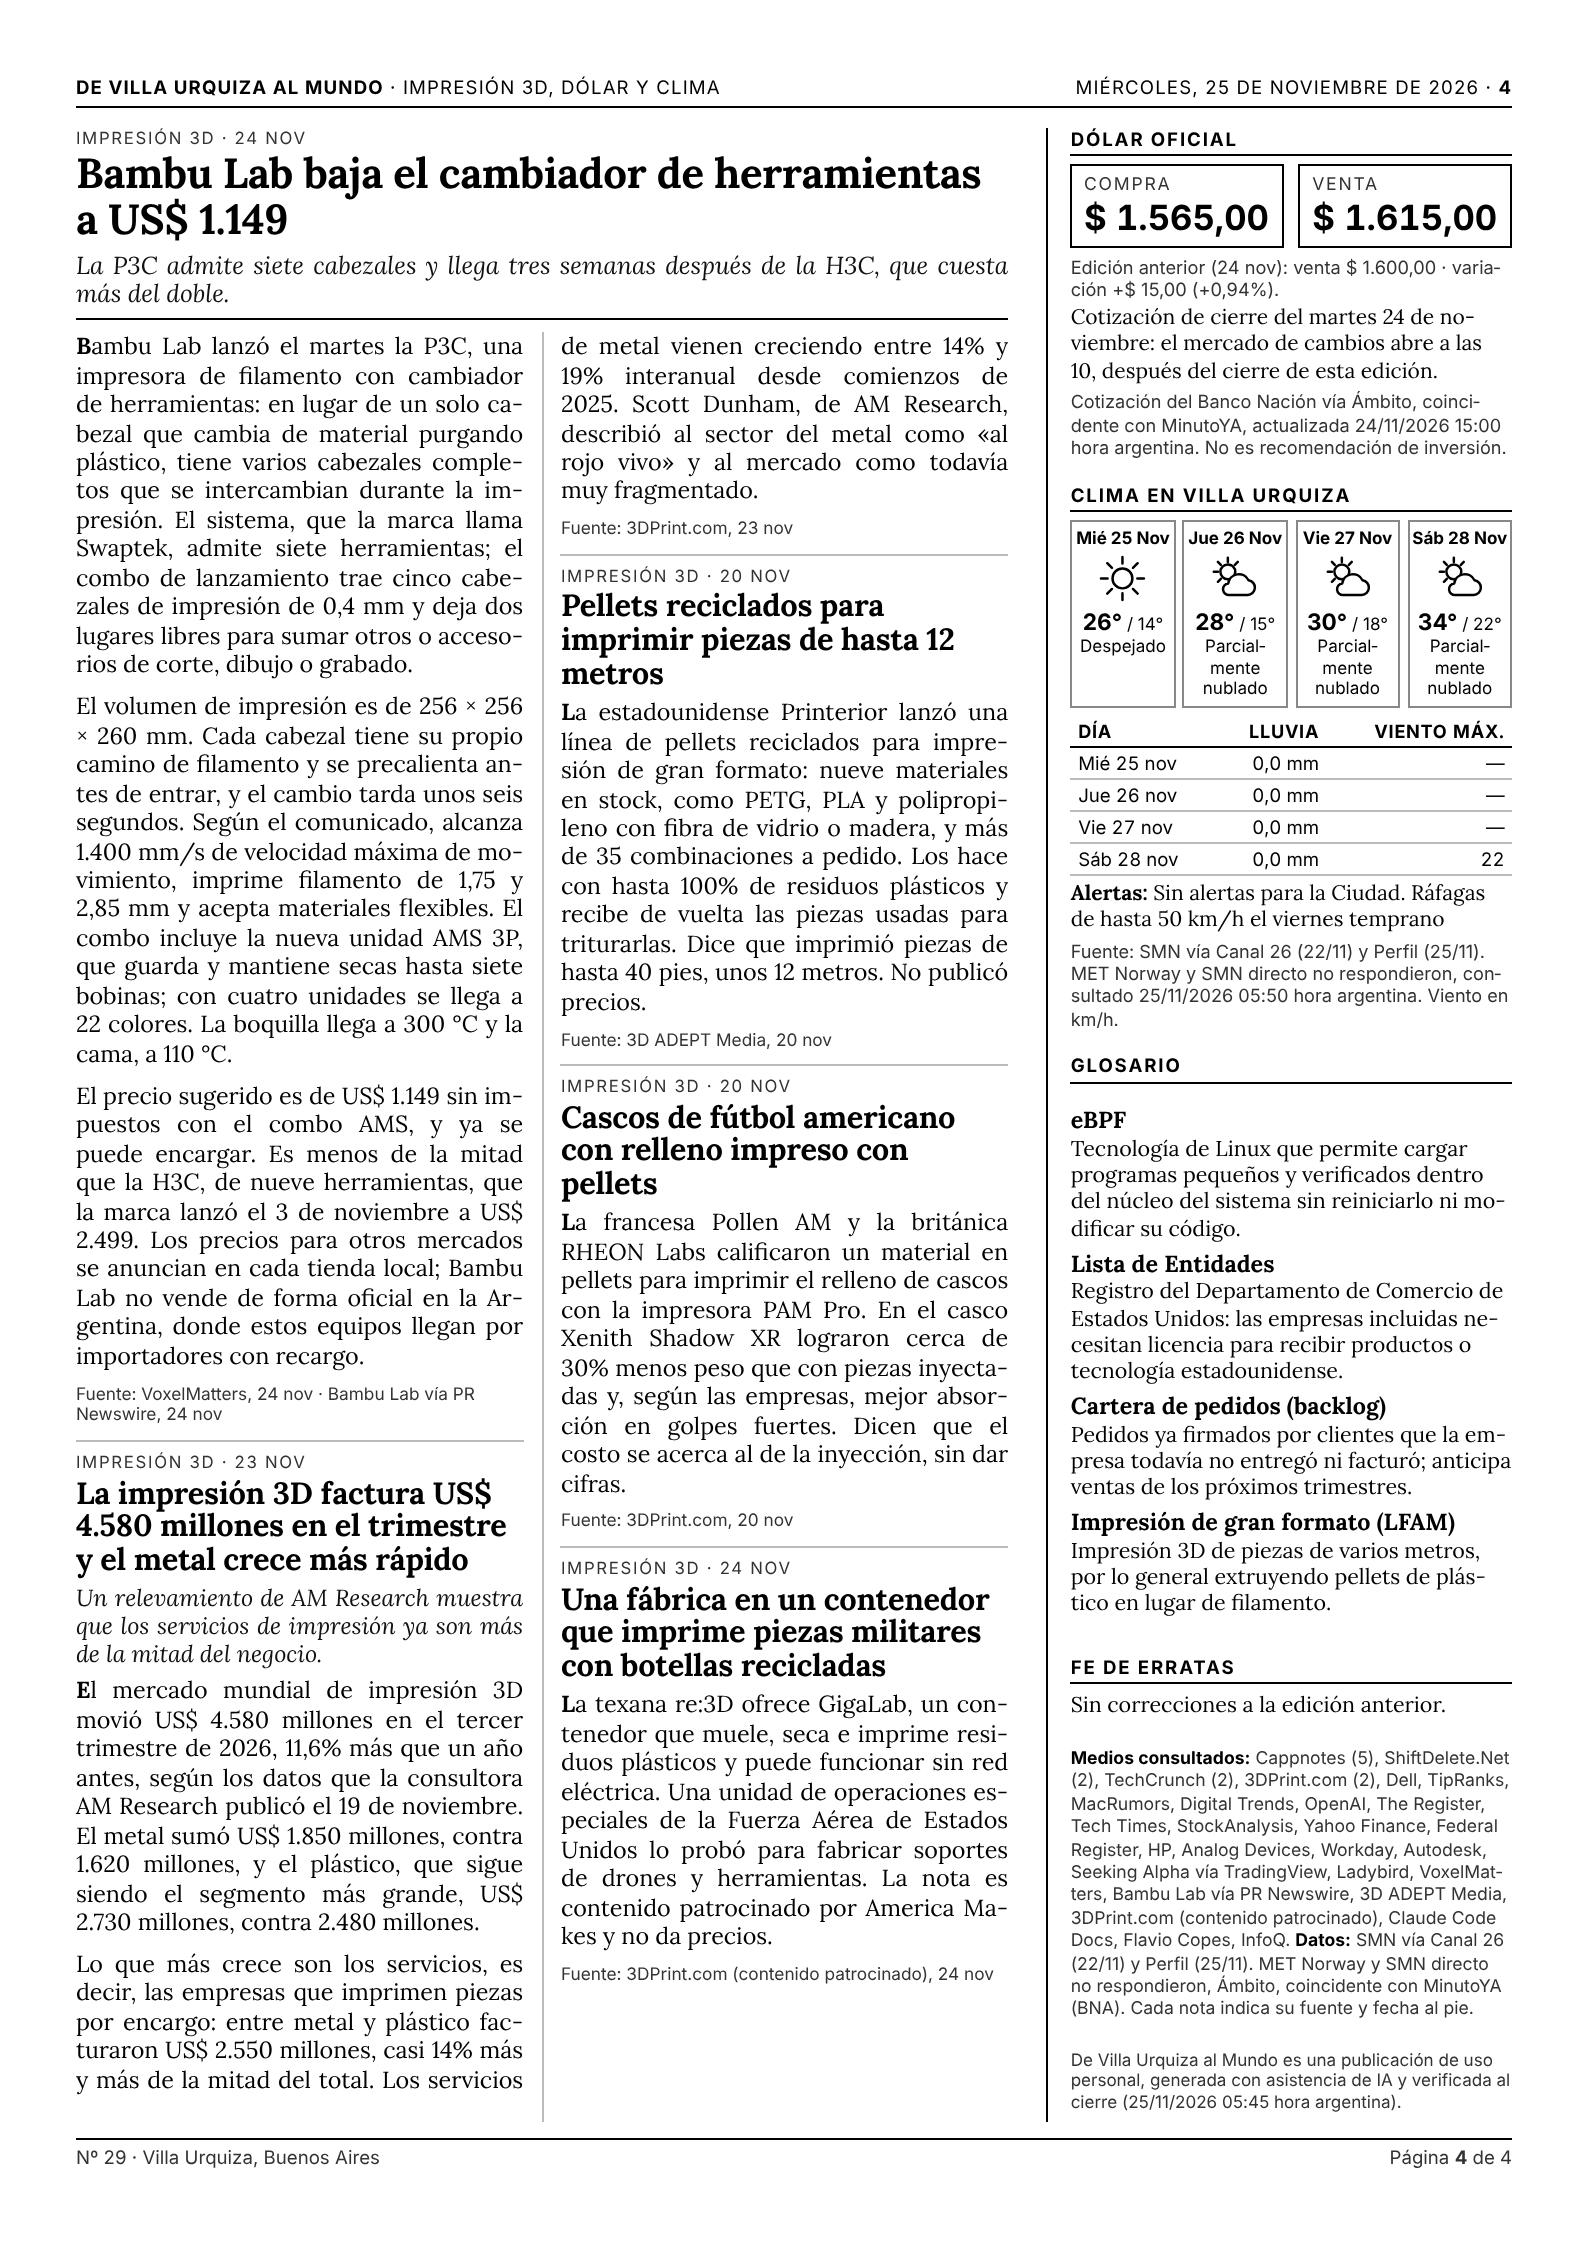 DE VILLA URQUIZA AL MUNDO · IMPRESIÓN 3D, DÓLAR Y CLIMA
MIÉRCOLES, 25 DE NOVIEMBRE DE 2026 · 4
IMPRESIÓN 3D · 24 NOV
Bambu Lab baja el cambiador de herramientas
a US$ 1.149
La P3C admite siete cabezales y llega tres semanas después de la H3C, que cuesta
más del doble.
Bambu Lab lanzó el martes la P3C, una
impresora de filamento con cambiador
de herramientas: en lugar de un solo ca-
bezal que cambia de material purgando
plástico, tiene varios cabezales comple-
tos que se intercambian durante la im-
presión. El sistema, que la marca llama
Swaptek, admite siete herramientas; el
combo de lanzamiento trae cinco cabe-
zales de impresión de 0,4 mm y deja dos
lugares libres para sumar otros o acceso-
rios de corte, dibujo o grabado.
El volumen de impresión es de 256 × 256
× 260 mm. Cada cabezal tiene su propio
camino de filamento y se precalienta an-
tes de entrar, y el cambio tarda unos seis
segundos. Según el comunicado, alcanza
1.400 mm/s de velocidad máxima de mo-
vimiento, imprime filamento de 1,75 y
2,85 mm y acepta materiales flexibles. El
combo incluye la nueva unidad AMS 3P,
que guarda y mantiene secas hasta siete
bobinas; con cuatro unidades se llega a
22 colores. La boquilla llega a 300 °C y la
cama, a 110 °C.
El precio sugerido es de US$ 1.149 sin im-
puestos con el combo AMS, y ya se
puede encargar. Es menos de la mitad
que la H3C, de nueve herramientas, que
la marca lanzó el 3 de noviembre a US$
2.499. Los precios para otros mercados
se anuncian en cada tienda local; Bambu
Lab no vende de forma oficial en la Ar-
gentina, donde estos equipos llegan por
importadores con recargo.
Fuente: VoxelMatters, 24 nov · Bambu Lab vía PR
Newswire, 24 nov
IMPRESIÓN 3D · 23 NOV
La impresión 3D factura US$
4.580 millones en el trimestre
y el metal crece más rápido
Un relevamiento de AM Research muestra
que los servicios de impresión ya son más
de la mitad del negocio.
El mercado mundial de impresión 3D
movió US$ 4.580 millones en el tercer
trimestre de 2026, 11,6% más que un año
antes, según los datos que la consultora
AM Research publicó el 19 de noviembre.
El metal sumó US$ 1.850 millones, contra
1.620 millones, y el plástico, que sigue
siendo el segmento más grande, US$
2.730 millones, contra 2.480 millones.
Lo que más crece son los servicios, es
decir, las empresas que imprimen piezas
por encargo: entre metal y plástico fac-
turaron US$ 2.550 millones, casi 14% más
y más de la mitad del total. Los servicios
de metal vienen creciendo entre 14% y
19% interanual desde comienzos de
2025. Scott Dunham, de AM Research,
describió al sector del metal como «al
rojo vivo» y al mercado como todavía
muy fragmentado.
Fuente: 3DPrint.com, 23 nov
IMPRESIÓN 3D · 20 NOV
Pellets reciclados para
imprimir piezas de hasta 12
metros
La estadounidense Printerior lanzó una
línea de pellets reciclados para impre-
sión de gran formato: nueve materiales
en stock, como PETG, PLA y polipropi-
leno con fibra de vidrio o madera, y más
de 35 combinaciones a pedido. Los hace
con hasta 100% de residuos plásticos y
recibe de vuelta las piezas usadas para
triturarlas. Dice que imprimió piezas de
hasta 40 pies, unos 12 metros. No publicó
precios.
Fuente: 3D ADEPT Media, 20 nov
IMPRESIÓN 3D · 20 NOV
Cascos de fútbol americano
con relleno impreso con
pellets
La francesa Pollen AM y la británica
RHEON Labs calificaron un material en
pellets para imprimir el relleno de cascos
con la impresora PAM Pro. En el casco
Xenith Shadow XR lograron cerca de
30% menos peso que con piezas inyecta-
das y, según las empresas, mejor absor-
ción en golpes fuertes. Dicen que el
costo se acerca al de la inyección, sin dar
cifras.
Fuente: 3DPrint.com, 20 nov
IMPRESIÓN 3D · 24 NOV
Una fábrica en un contenedor
que imprime piezas militares
con botellas recicladas
La texana re:3D ofrece GigaLab, un con-
tenedor que muele, seca e imprime resi-
duos plásticos y puede funcionar sin red
eléctrica. Una unidad de operaciones es-
peciales de la Fuerza Aérea de Estados
Unidos lo probó para fabricar soportes
de drones y herramientas. La nota es
contenido patrocinado por America Ma-
kes y no da precios.
Fuente: 3DPrint.com (contenido patrocinado), 24 nov
DÓLAR OFICIAL
COMPRA
$ 1.565,00
VENTA
$ 1.615,00
Edición anterior (24 nov): venta $ 1.600,00 · varia-
ción +$ 15,00 (+0,94%).
Cotización de cierre del martes 24 de no-
viembre: el mercado de cambios abre a las
10, después del cierre de esta edición.
Cotización del Banco Nación vía Ámbito, coinci-
dente con MinutoYA, actualizada 24/11/2026 15:00
hora argentina. No es recomendación de inversión.
CLIMA EN VILLA URQUIZA
Mié 25 Nov Jue 26 Nov Vie 27 Nov Sáb 28 Nov
26° / 14° 28° / 15° 30° / 18° 34° / 22°
Despejado Parcial- Parcial- Parcial-
mente mente mente
nublado nublado nublado
DÍA LLUVIA VIENTO MÁX.
Mié 25 nov 0,0 mm —
Jue 26 nov 0,0 mm —
Vie 27 nov 0,0 mm —
Sáb 28 nov 0,0 mm 22
Alertas: Sin alertas para la Ciudad. Ráfagas
de hasta 50 km/h el viernes temprano
Fuente: SMN vía Canal 26 (22/11) y Perfil (25/11).
MET Norway y SMN directo no respondieron, con-
sultado 25/11/2026 05:50 hora argentina. Viento en
km/h.
GLOSARIO
eBPF
Tecnología de Linux que permite cargar
programas pequeños y verificados dentro
del núcleo del sistema sin reiniciarlo ni mo-
dificar su código.
Lista de Entidades
Registro del Departamento de Comercio de
Estados Unidos: las empresas incluidas ne-
cesitan licencia para recibir productos o
tecnología estadounidense.
Cartera de pedidos (backlog)
Pedidos ya firmados por clientes que la em-
presa todavía no entregó ni facturó; anticipa
ventas de los próximos trimestres.
Impresión de gran formato (LFAM)
Impresión 3D de piezas de varios metros,
por lo general extruyendo pellets de plás-
tico en lugar de filamento.
FE DE ERRATAS
Sin correcciones a la edición anterior.
Medios consultados: Cappnotes (5), ShiftDelete.Net
(2), TechCrunch (2), 3DPrint.com (2), Dell, TipRanks,
MacRumors, Digital Trends, OpenAI, The Register,
Tech Times, StockAnalysis, Yahoo Finance, Federal
Register, HP, Analog Devices, Workday, Autodesk,
Seeking Alpha vía TradingView, Ladybird, VoxelMat-
ters, Bambu Lab vía PR Newswire, 3D ADEPT Media,
3DPrint.com (contenido patrocinado), Claude Code
Docs, Flavio Copes, InfoQ. Datos: SMN vía Canal 26
(22/11) y Perfil (25/11). MET Norway y SMN directo
no respondieron, Ámbito, coincidente con MinutoYA
(BNA). Cada nota indica su fuente y fecha al pie.
De Villa Urquiza al Mundo es una publicación de uso
personal, generada con asistencia de IA y verificada al
cierre (25/11/2026 05:45 hora argentina).
Nº 29 · Villa Urquiza, Buenos Aires
Página 4 de 4